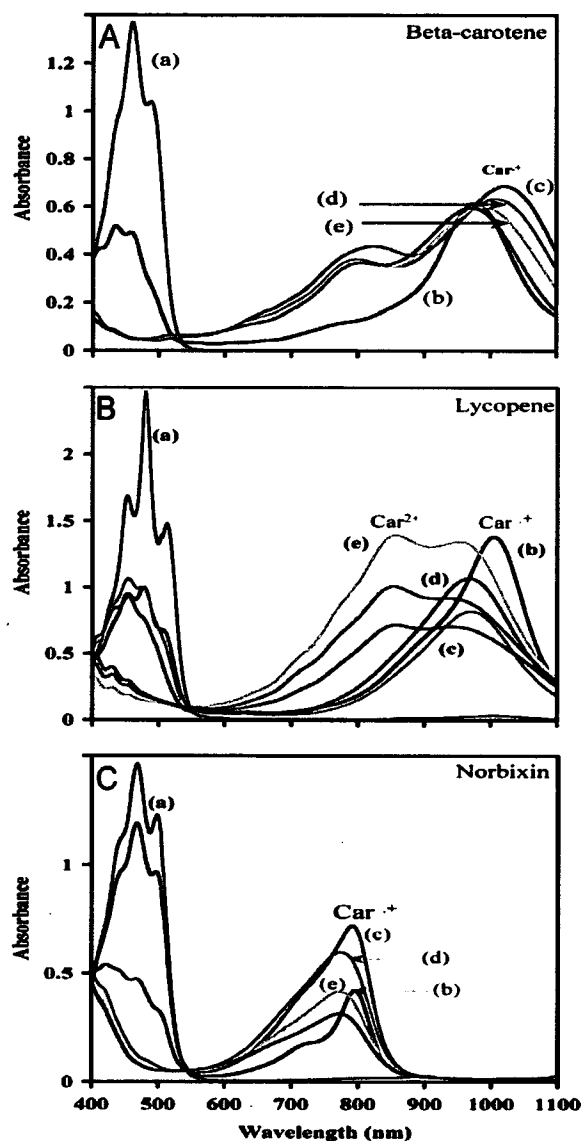 A
Beta-carotene
(a)
1.2
1
0.8
0.6
0.4
0.2
0
Absorbance
Car·+
(c)
(d)
(e)
(b)
B
Lycopene
(a)
2
1.5
1
0.5
0
Absorbance
Car2+
Car ·+
(e)
(b)
(d)
(c)
C
Norbixin
(a)
1
0.5
0
Absorbance
Car ·+
(c)
(d)
(e)
(b)
400 500 600 700 800 900 1000 1100
Wavelength (nm)